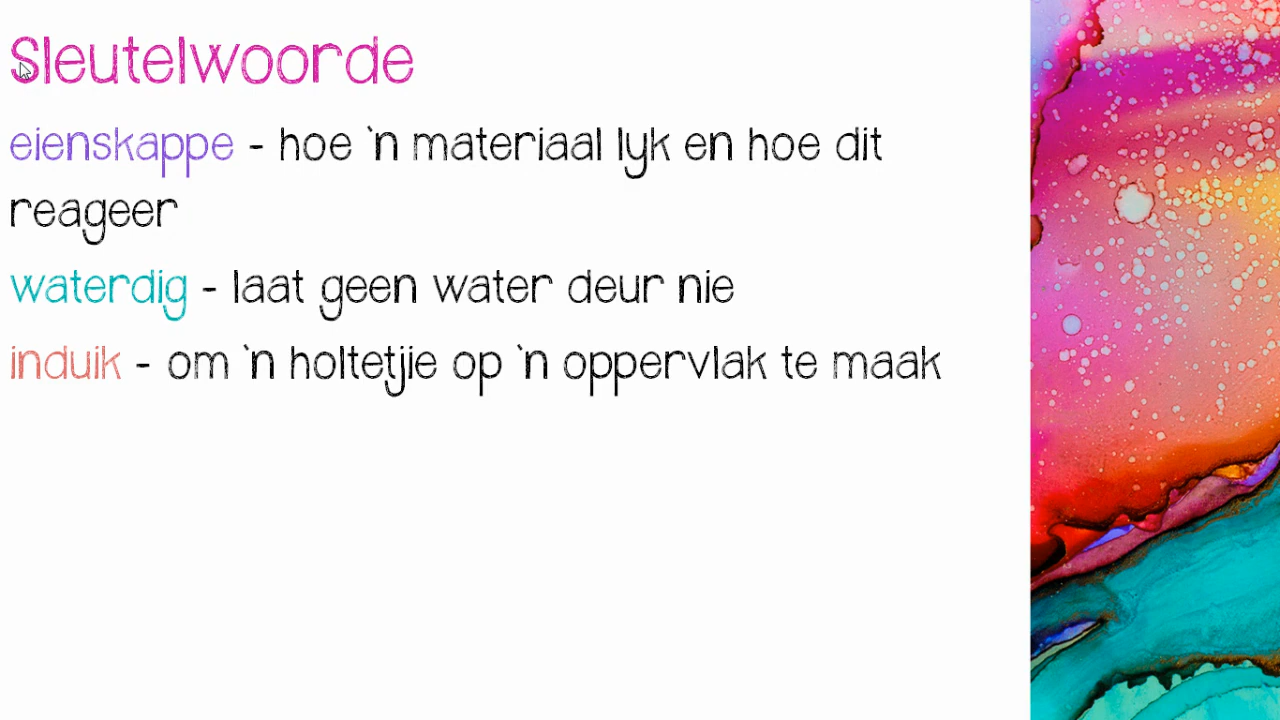 Sleutelwoorde
eienskappe - hoe `n materiaal lyk en hoe dit
reageer
waterdig - laat geen water deur nie
induik - om `n holtetjie op `n oppervlak te maak